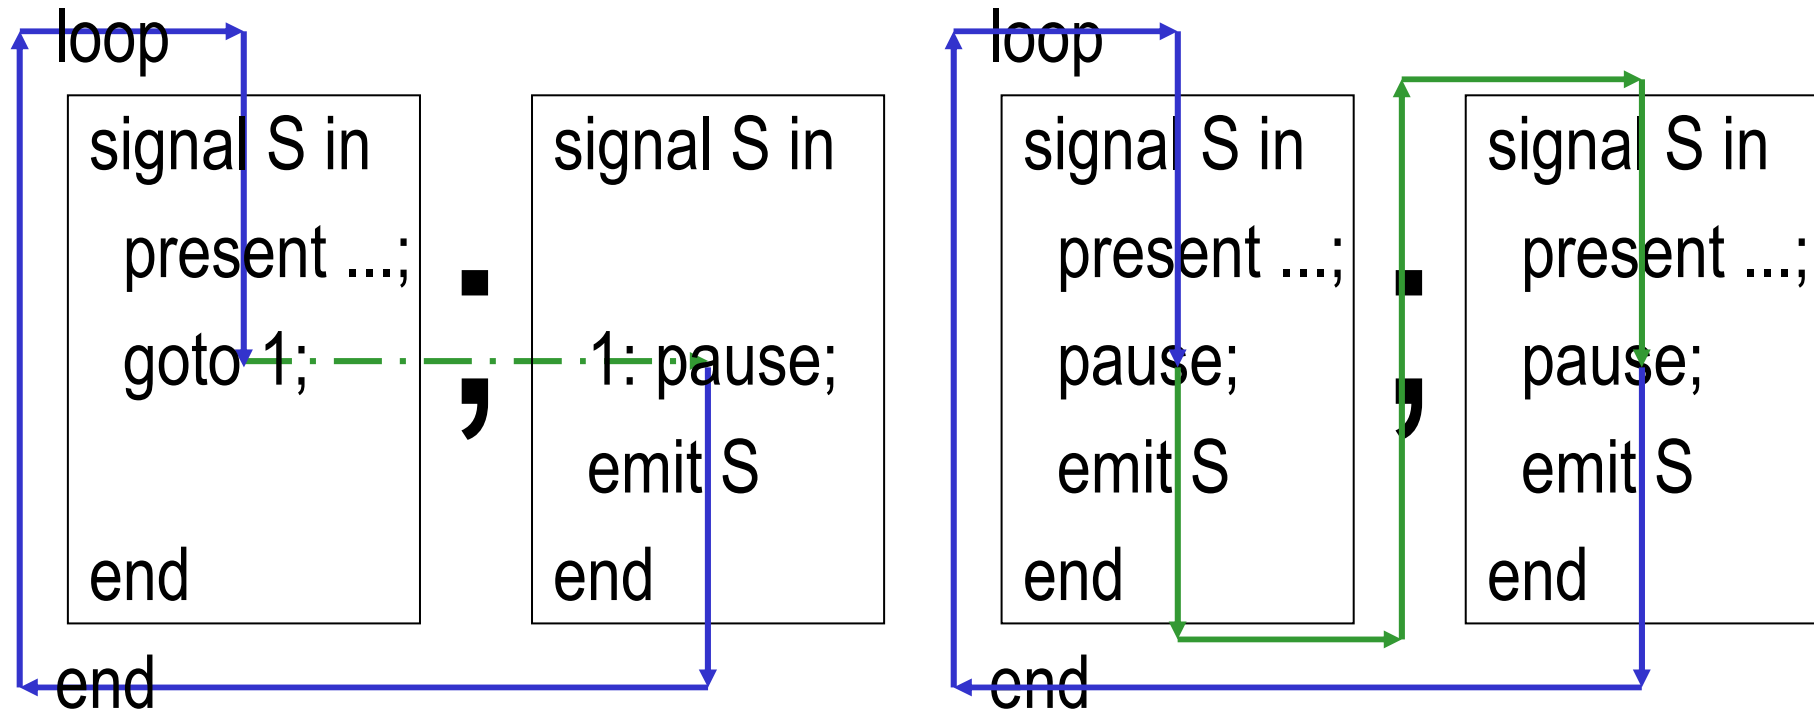 loop
signal S in
present ...;
goto 1;
end
;
signal S in
1: pause;
emit S
end
end
loop
signal S in
present ...;
pause;
emit S
end
;
signal S in
present ...;
pause;
emit S
end
end